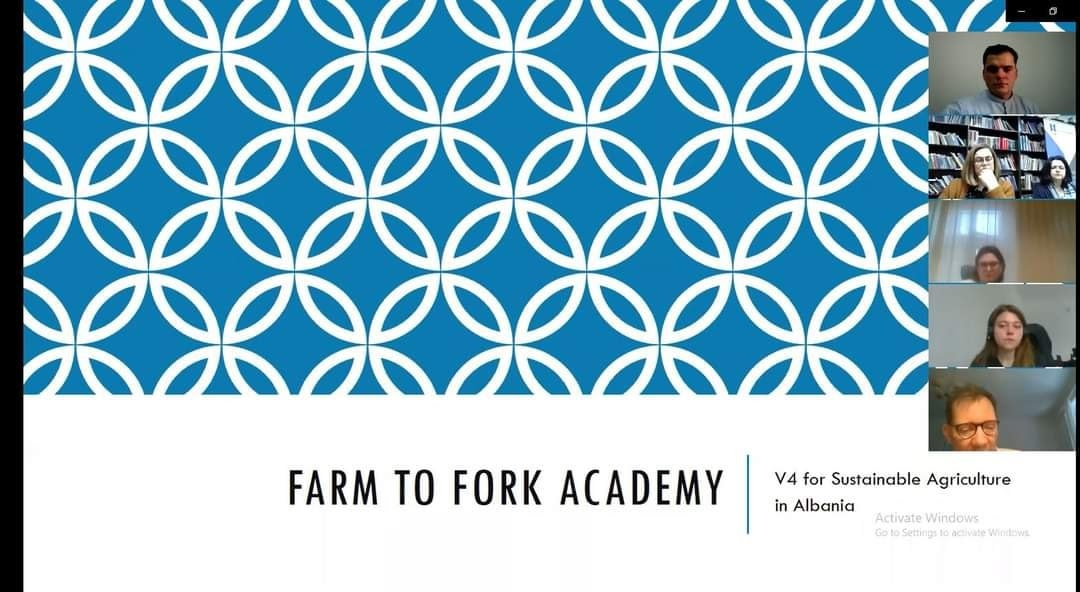 FARM TO FORK ACADEMY
V4 for Sustainable Agriculture
in Albania
Activate Windows
Go to Settings to activate Windows.